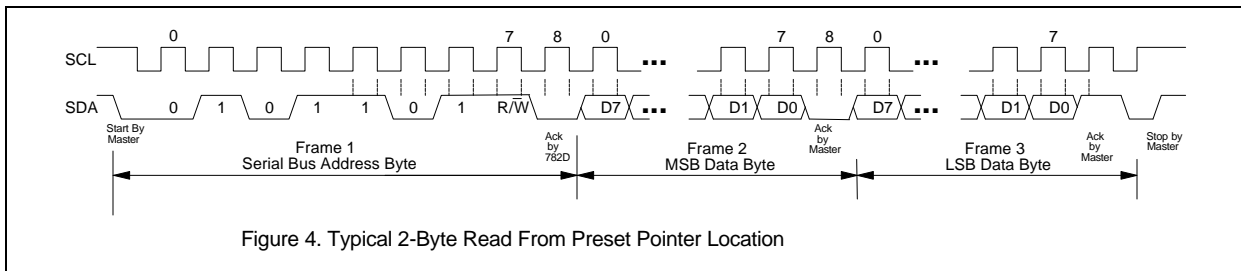 0 7 8 0 ... 7 8 0 ... 7
SCL
SDA
0 1 0 1 1 0 1 R/W D7 ... D1 D0 D7 ... D1 D0
Start By
Master
Ack
by
782D
Ack
by
Master
Ack
by
Master
Stop by
Master
Frame 1
Serial Bus Address Byte
Frame 2
MSB Data Byte
Frame 3
LSB Data Byte
Figure 4. Typical 2-Byte Read From Preset Pointer Location